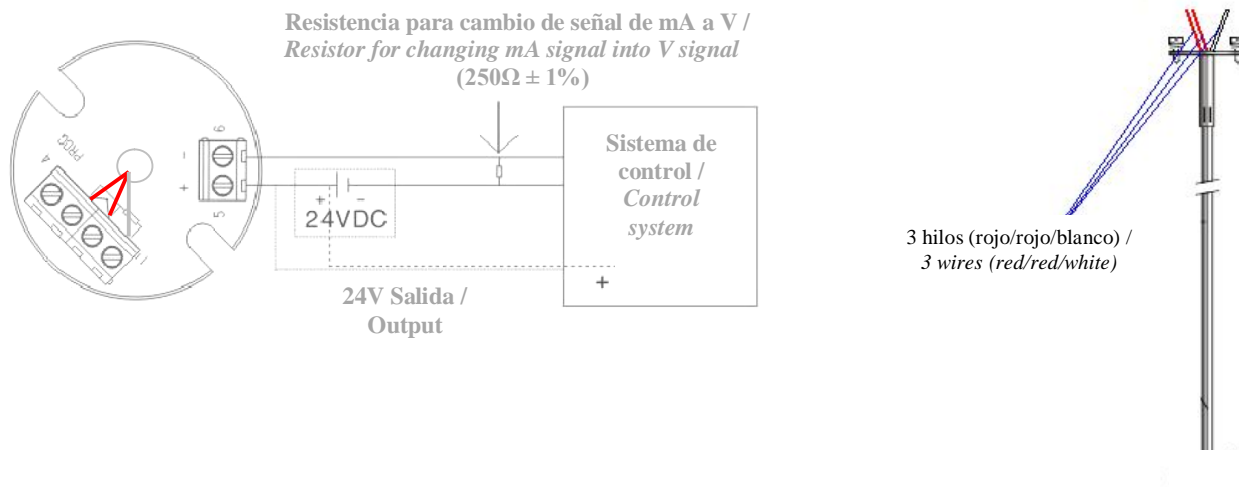 Resistencia para cambio de señal de mA a V /
Resistor for changing mA signal into V signal
(250Ω ± 1%)
PROG
4
1
6
5
-
+
+ -
24VDC
Sistema de
control /
Control
system
+
24V Salida /
Output
3 hilos (rojo/rojo/blanco) /
3 wires (red/red/white)